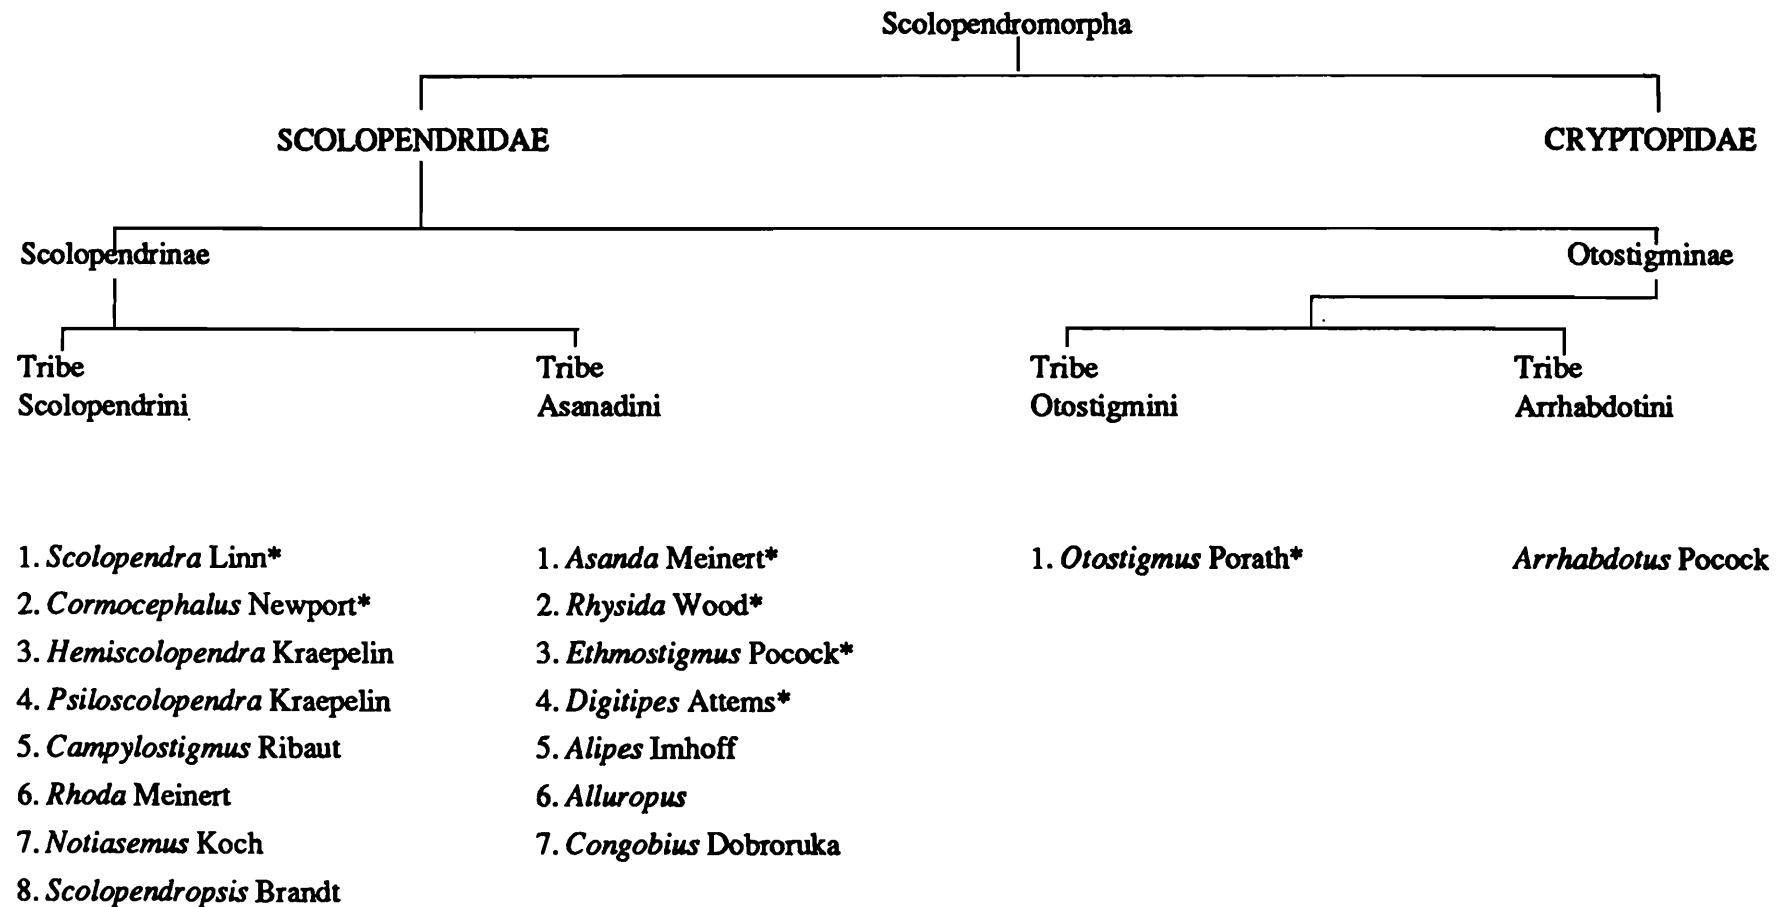 Scolopendromorpha
SCOLOPENDRIDAE
CRYPTOPIDAE
Scolopendrinae
Otostigminae
Tribe
Scolopendrini
Tribe
Asanadini
Tribe
Otostigmini
Tribe
Arrhabdotini
1. Scolopendra Linn*
2. Cormocephalus Newport*
3. Hemiscolopendra Kraepelin
4. Psiloscolopendra Kraepelin
5. Campylostigmus Ribaut
6. Rhoda Meinert
7. Notiasemus Koch
8. Scolopendropsis Brandt
1. Asanda Meinert*
2. Rhysida Wood*
3. Ethmostigmus Pocock*
4. Digitipes Attems*
5. Alipes Imhoff
6. Alluropus
7. Congobius Dobroruka
1. Otostigmus Porath*
Arrhabdotus Pocock